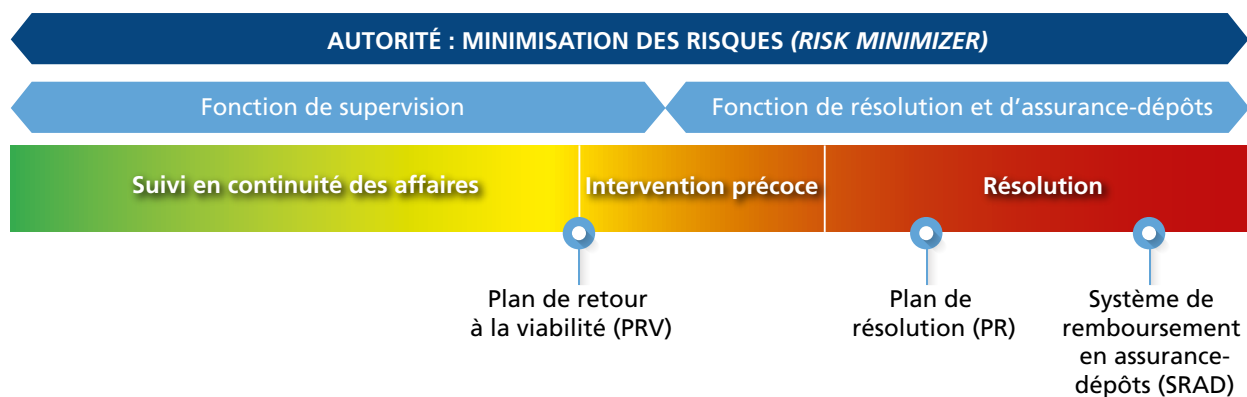 AUTORITÉ : MINIMISATION DES RISQUES (RISK MINIMIZER)
Fonction de supervision
Fonction de résolution et d'assurance-dépôts
Suivi en continuité des affaires
Intervention précoce
Résolution
Plan de retour
à la viabilité (PRV)
Plan de
résolution (PR)
Système de
remboursement
en assurance-
dépôts (SRAD)